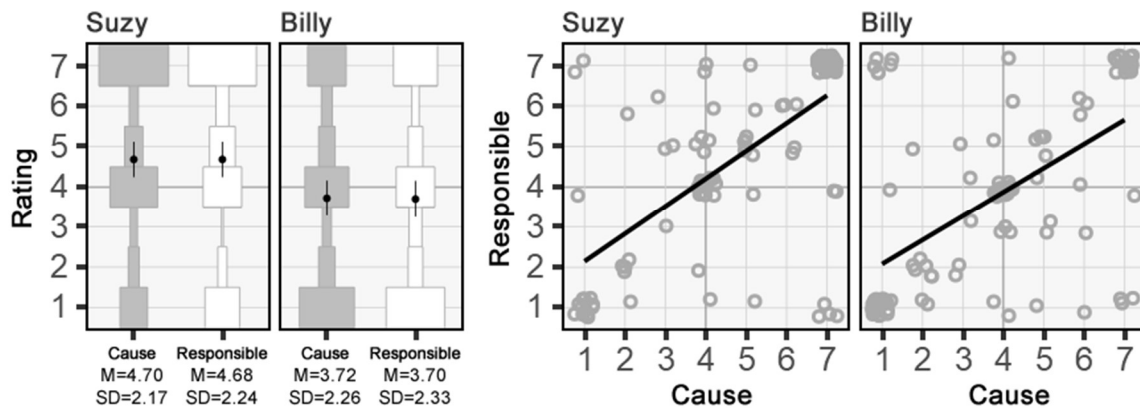 Suzy Billy
Rating
7
6
5
4
3
2
1
Cause Responsible Cause Responsible
M=4.70 M=4.68 M=3.72 M=3.70
SD=2.17 SD=2.24 SD=2.26 SD=2.33
Suzy Billy
Responsible
7
6
5
4
3
2
1
1 2 3 4 5 6 7 1 2 3 4 5 6 7
Cause Cause